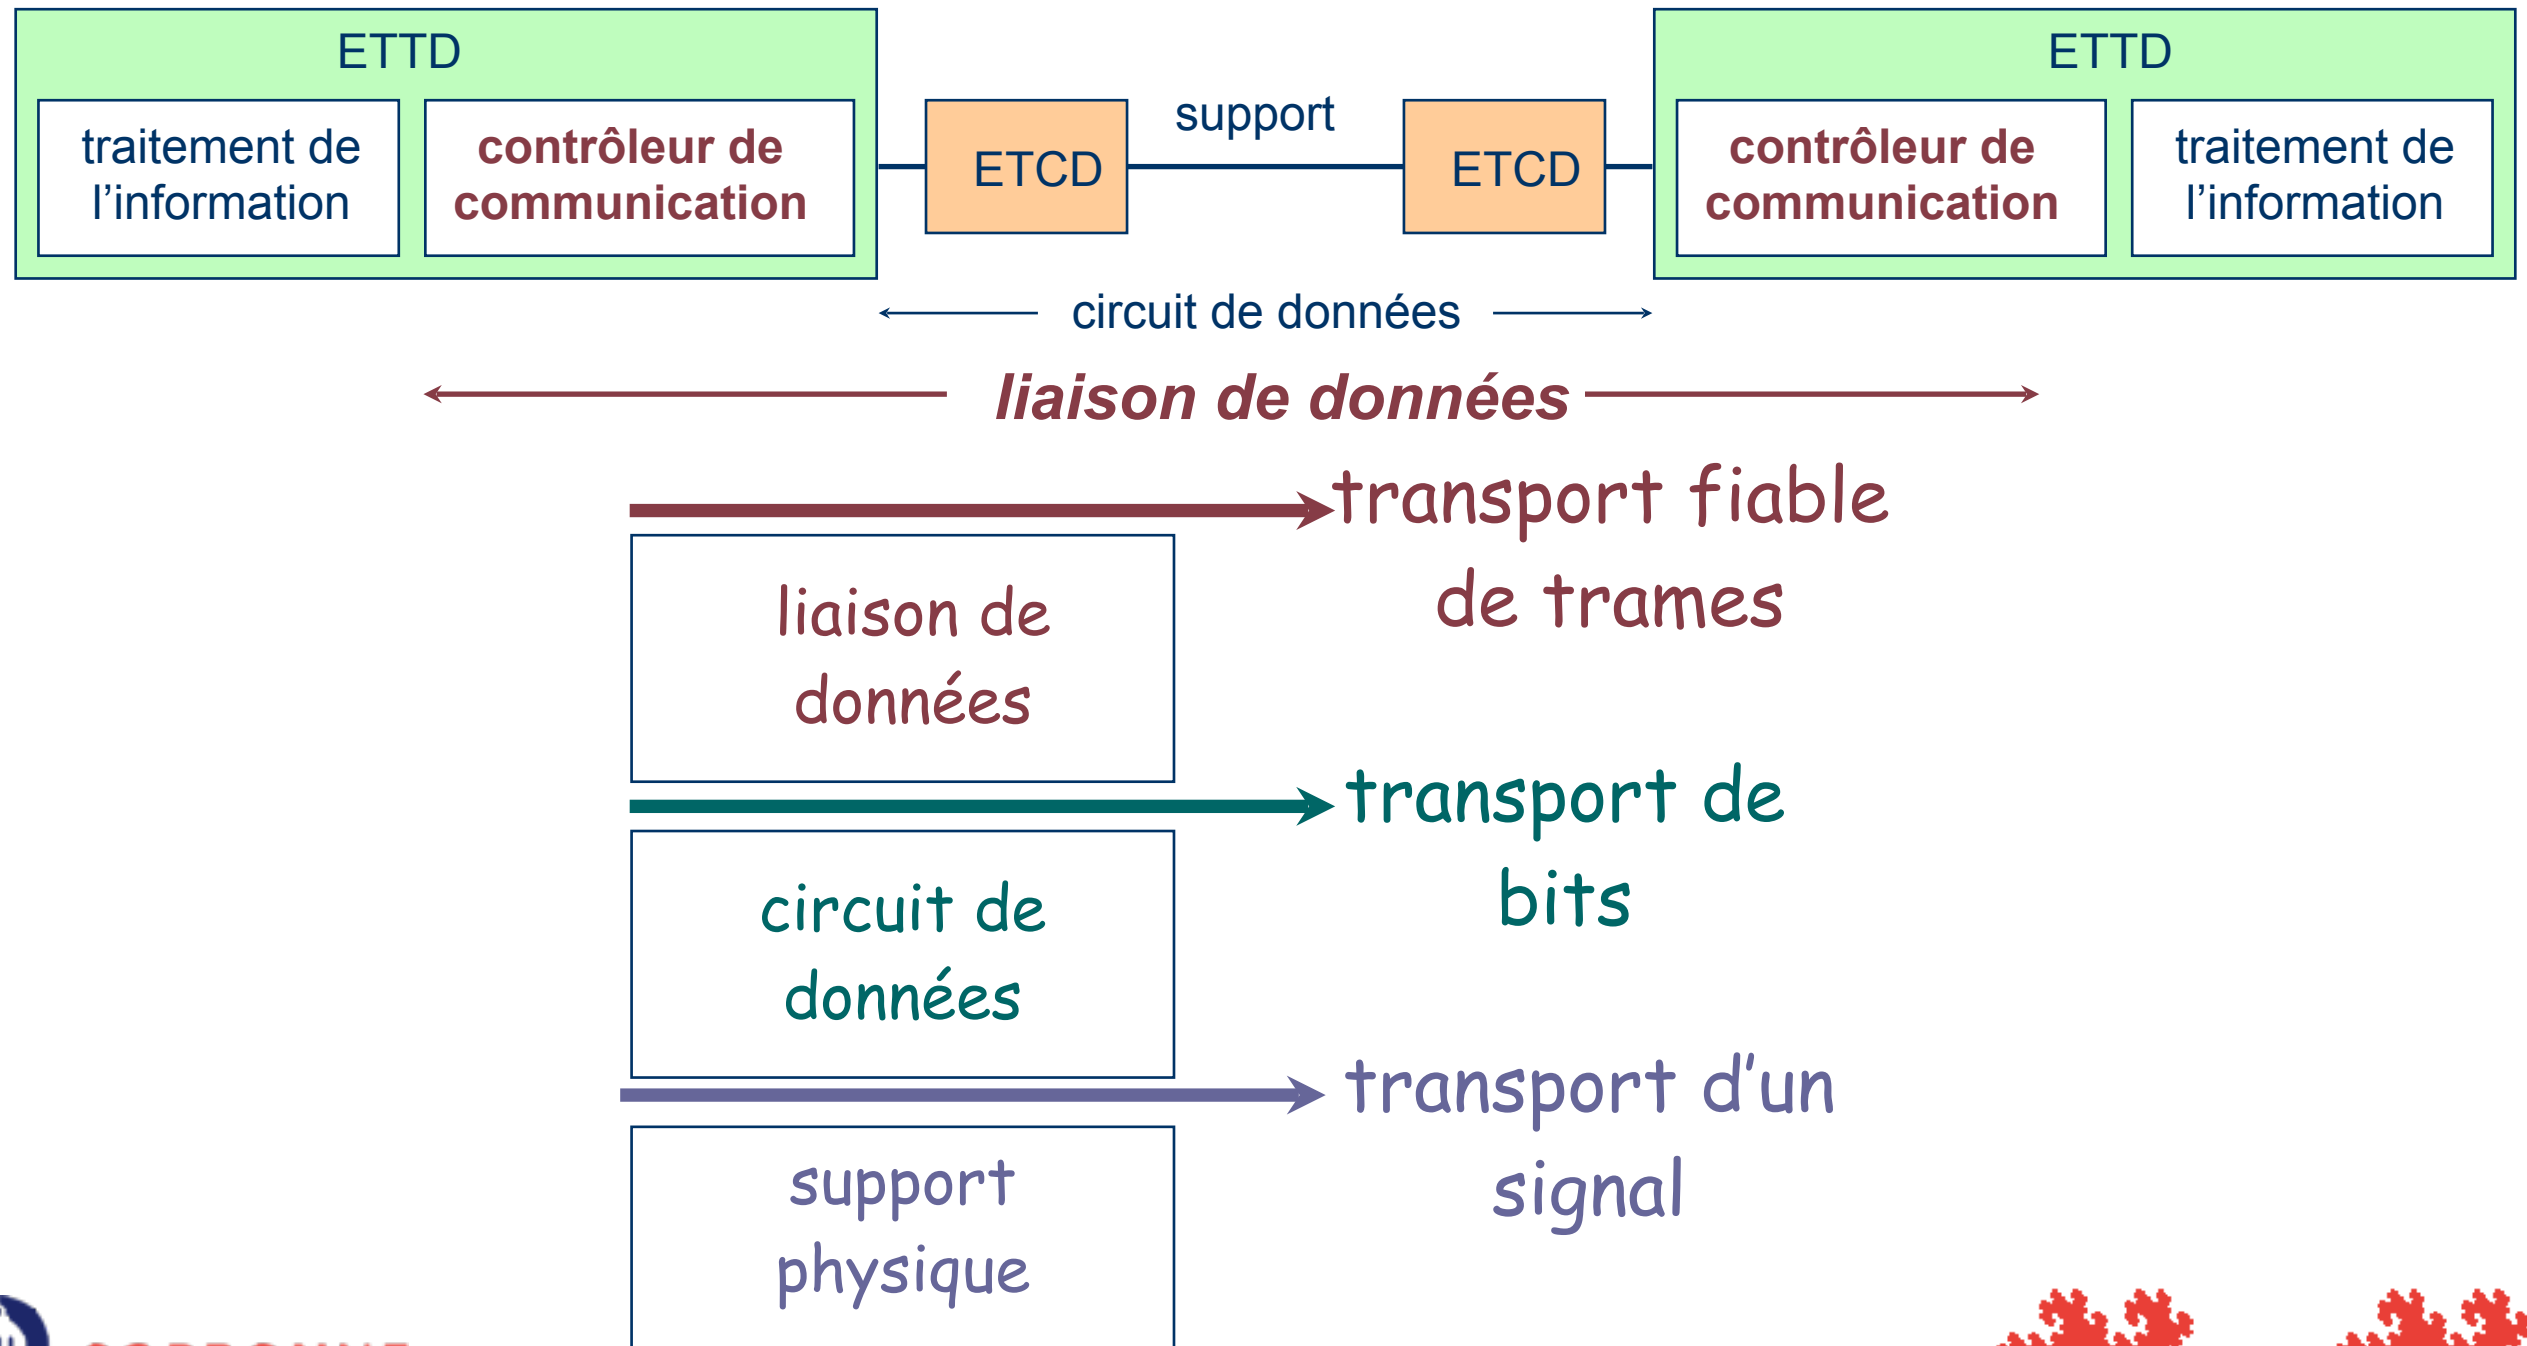 ETTD
traitement de
l’information
contrôleur de
communication
ETCD
support
ETCD
ETTD
contrôleur de
communication
traitement de
l’information
circuit de données
liaison de données
transport fiable
de trames
liaison de
données
transport de
bits
circuit de
données
transport d’un
signal
support
physique